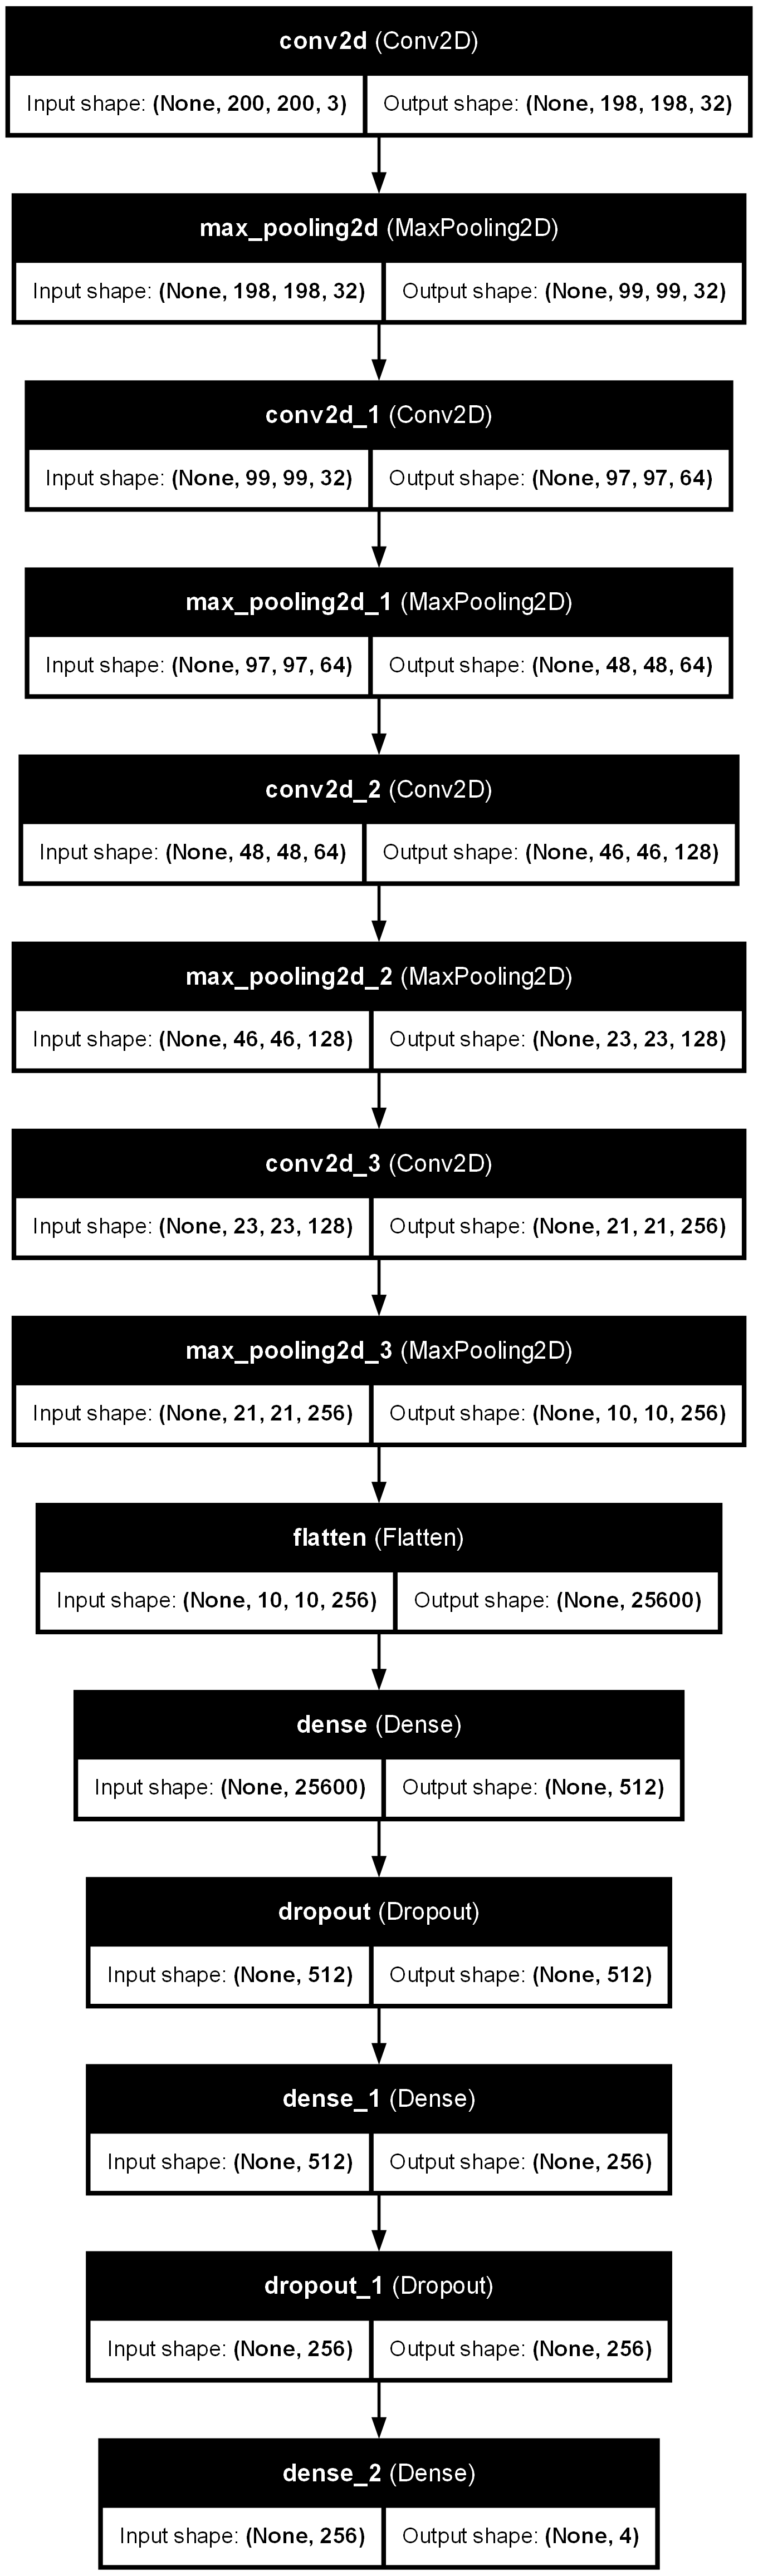 conv2d (Conv2D)
Input shape: (None, 200, 200, 3) Output shape: (None, 198, 198, 32)
max_pooling2d (MaxPooling2D)
Input shape: (None, 198, 198, 32) Output shape: (None, 99, 99, 32)
conv2d_1 (Conv2D)
Input shape: (None, 99, 99, 32) Output shape: (None, 97, 97, 64)
max_pooling2d_1 (MaxPooling2D)
Input shape: (None, 97, 97, 64) Output shape: (None, 48, 48, 64)
conv2d_2 (Conv2D)
Input shape: (None, 48, 48, 64) Output shape: (None, 46, 46, 128)
max_pooling2d_2 (MaxPooling2D)
Input shape: (None, 46, 46, 128) Output shape: (None, 23, 23, 128)
conv2d_3 (Conv2D)
Input shape: (None, 23, 23, 128) Output shape: (None, 21, 21, 256)
max_pooling2d_3 (MaxPooling2D)
Input shape: (None, 21, 21, 256) Output shape: (None, 10, 10, 256)
flatten (Flatten)
Input shape: (None, 10, 10, 256) Output shape: (None, 25600)
dense (Dense)
Input shape: (None, 25600) Output shape: (None, 512)
dropout (Dropout)
Input shape: (None, 512) Output shape: (None, 512)
dense_1 (Dense)
Input shape: (None, 512) Output shape: (None, 256)
dropout_1 (Dropout)
Input shape: (None, 256) Output shape: (None, 256)
dense_2 (Dense)
Input shape: (None, 256) Output shape: (None, 4)